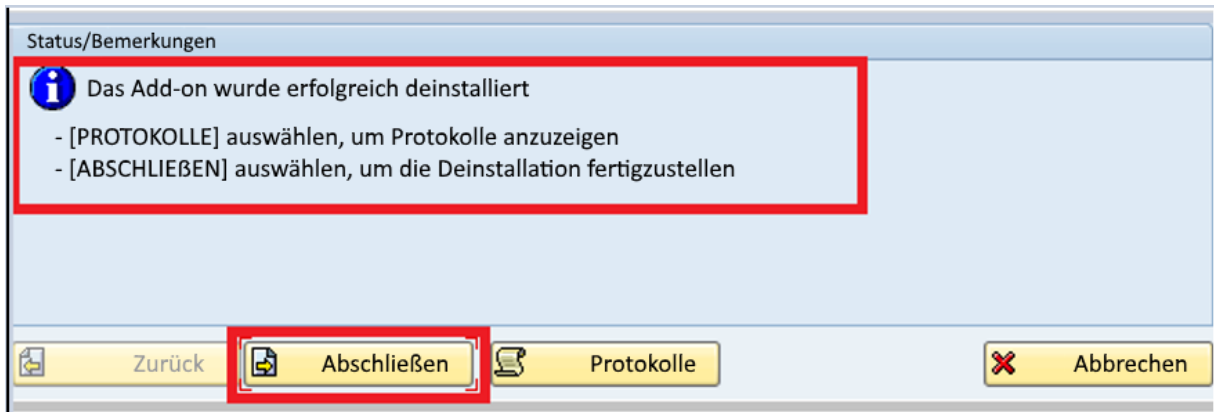 Status/Bemerkungen
Das Add-on wurde erfolgreich deinstalliert
- [PROTOKOLLE] auswählen, um Protokolle anzuzeigen
- [ABSCHLIEßEN] auswählen, um die Deinstallation fertigzustellen
Zurück Abschließen Protokolle Abbrechen